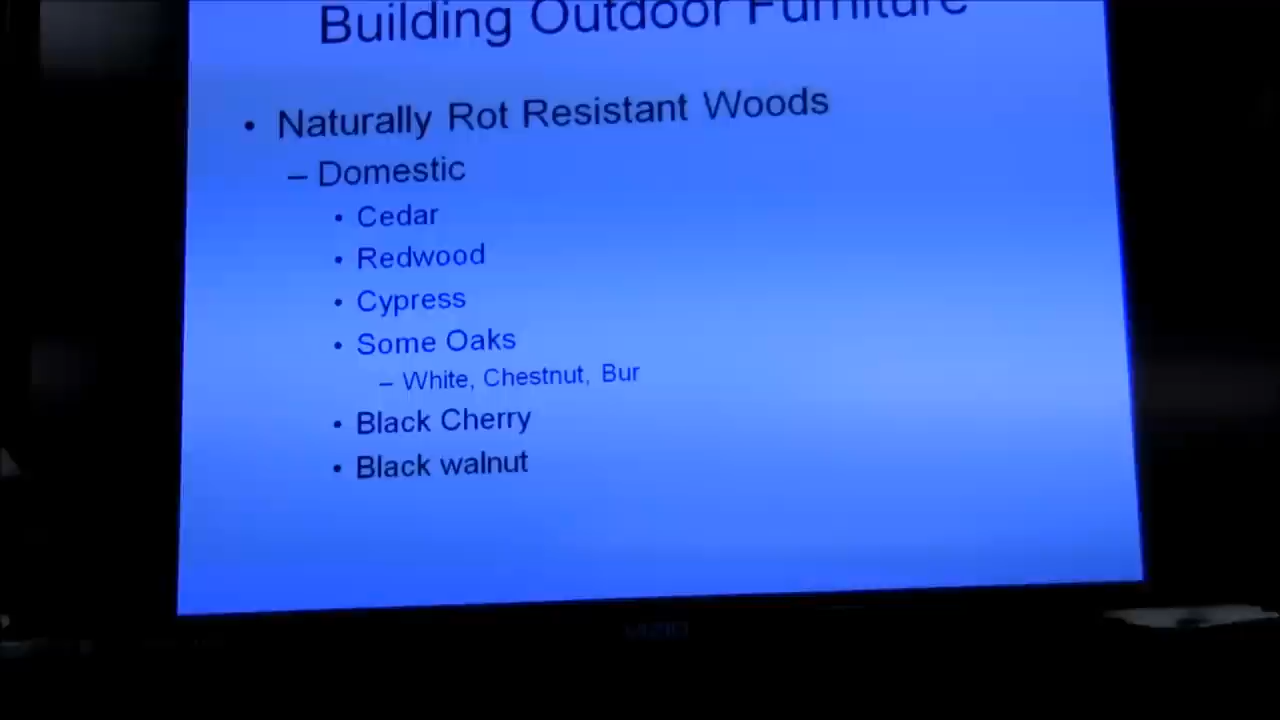 Building Outdoor Furniture
• Naturally Rot Resistant Woods
– Domestic
• Cedar
• Redwood
• Cypress
• Some Oaks
– White, Chestnut, Bur
• Black Cherry
• Black walnut
VIZIO